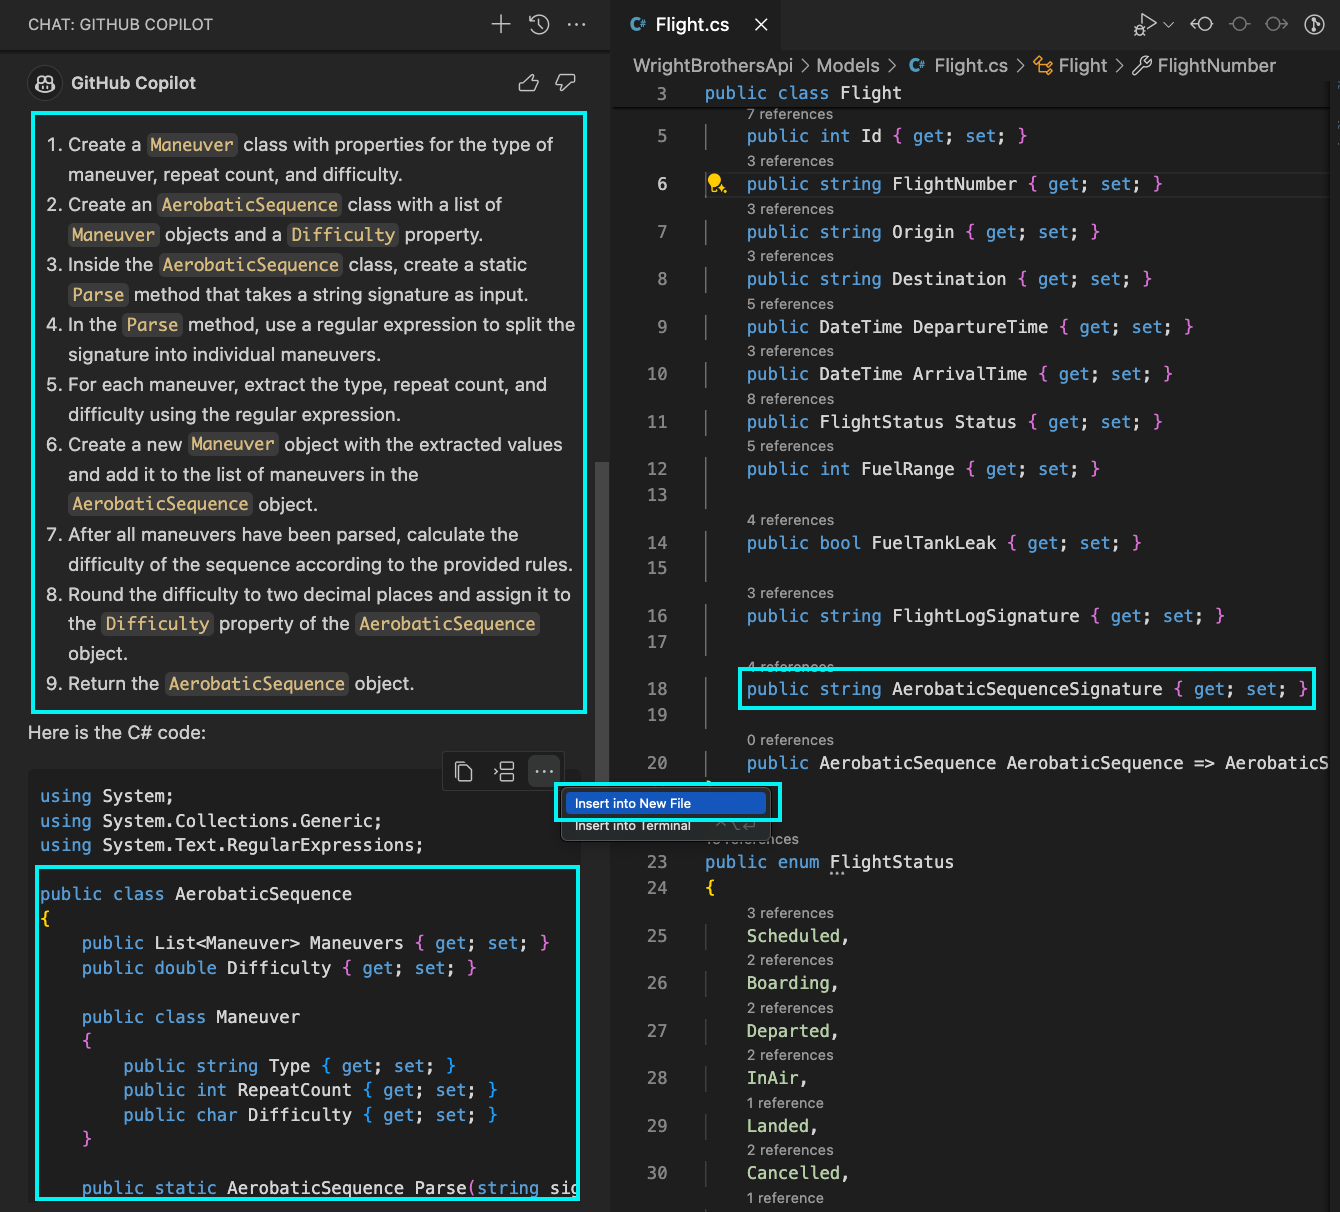 CHAT: GITHUB COPILOT
GitHub Copilot
1. Create a Maneuver class with properties for the type of
maneuver, repeat count, and difficulty.
2. Create an AerobaticSequence class with a list of
Maneuver objects and a Difficulty property.
3. Inside the AerobaticSequence class, create a static
Parse method that takes a string signature as input.
4. In the Parse method, use a regular expression to split the
signature into individual maneuvers.
5. For each maneuver, extract the type, repeat count, and
difficulty using the regular expression.
6. Create a new Maneuver object with the extracted values
and add it to the list of maneuvers in the
AerobaticSequence object.
7. After all maneuvers have been parsed, calculate the
difficulty of the sequence according to the provided rules.
8. Round the difficulty to two decimal places and assign it to
the Difficulty property of the AerobaticSequence
object.
9. Return the AerobaticSequence object.
Here is the C# code:
using System;
using System.Collections.Generic;
using System.Text.RegularExpressions;
public class AerobaticSequence
{
public List<Maneuver> Maneuvers { get; set; }
public double Difficulty { get; set; }
public class Maneuver
{
public string Type { get; set; }
public int RepeatCount { get; set; }
public char Difficulty { get; set; }
}
public static AerobaticSequence Parse(string sig
Insert into New File
Insert into Terminal
C# Flight.cs
WrightBrothersApi > Models > C# Flight.cs > Flight > FlightNumber
3 public class Flight
7 references
5 public int Id { get; set; }
3 references
6 public string FlightNumber { get; set; }
3 references
7 public string Origin { get; set; }
3 references
8 public string Destination { get; set; }
5 references
9 public DateTime DepartureTime { get; set; }
3 references
10 public DateTime ArrivalTime { get; set; }
8 references
11 public FlightStatus Status { get; set; }
5 references
12 public int FuelRange { get; set; }
13
4 references
14 public bool FuelTankLeak { get; set; }
15
3 references
16 public string FlightLogSignature { get; set; }
17
4 references
18 public string AerobaticSequenceSignature { get; set; }
19
0 references
20 public AerobaticSequence AerobaticSequence => AerobaticS
references
23 public enum FlightStatus
24 {
3 references
25 Scheduled,
2 references
26 Boarding,
2 references
27 Departed,
2 references
28 InAir,
1 reference
29 Landed,
2 references
30 Cancelled,
1 reference